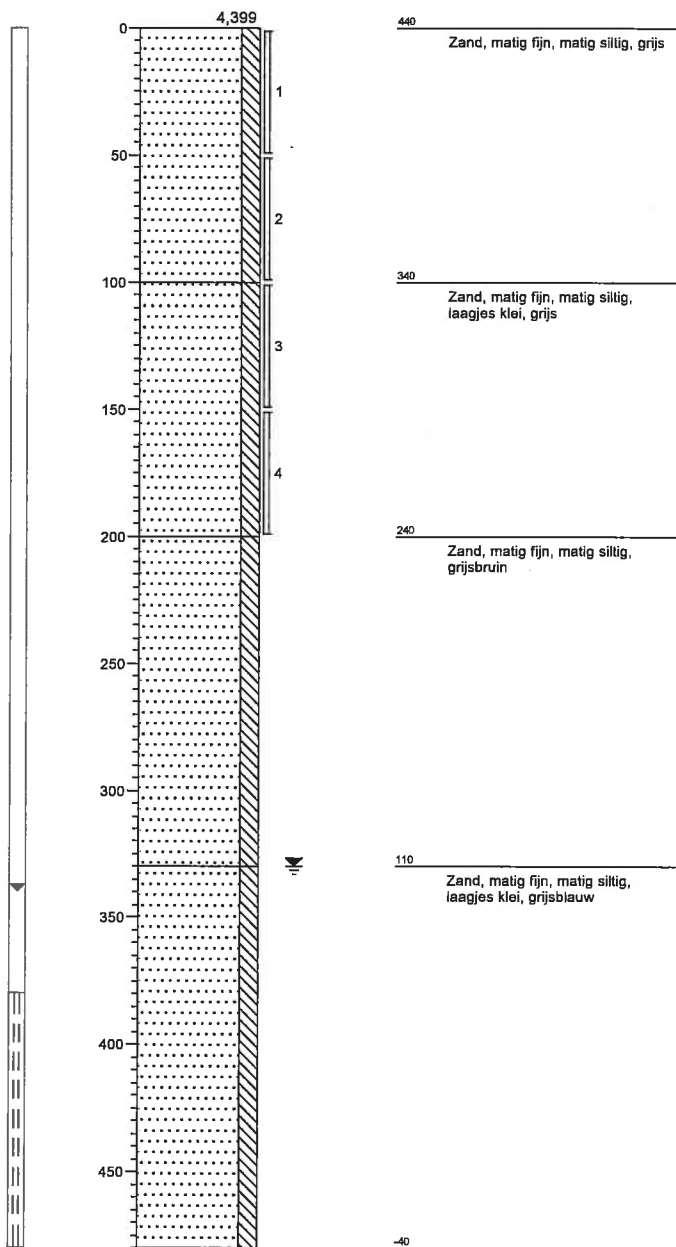 4,399
0
440
Zand, matig fijn, matig siltig, grijs
1
50
2
100
340
Zand, matig fijn, matig siltig,
laagjes klei, grijs
3
150
4
200
240
Zand, matig fijn, matig siltig,
grijsbruin
250
300
110
Zand, matig fijn, matig siltig,
laagjes klei, grijsblauw
350
400
450
-40